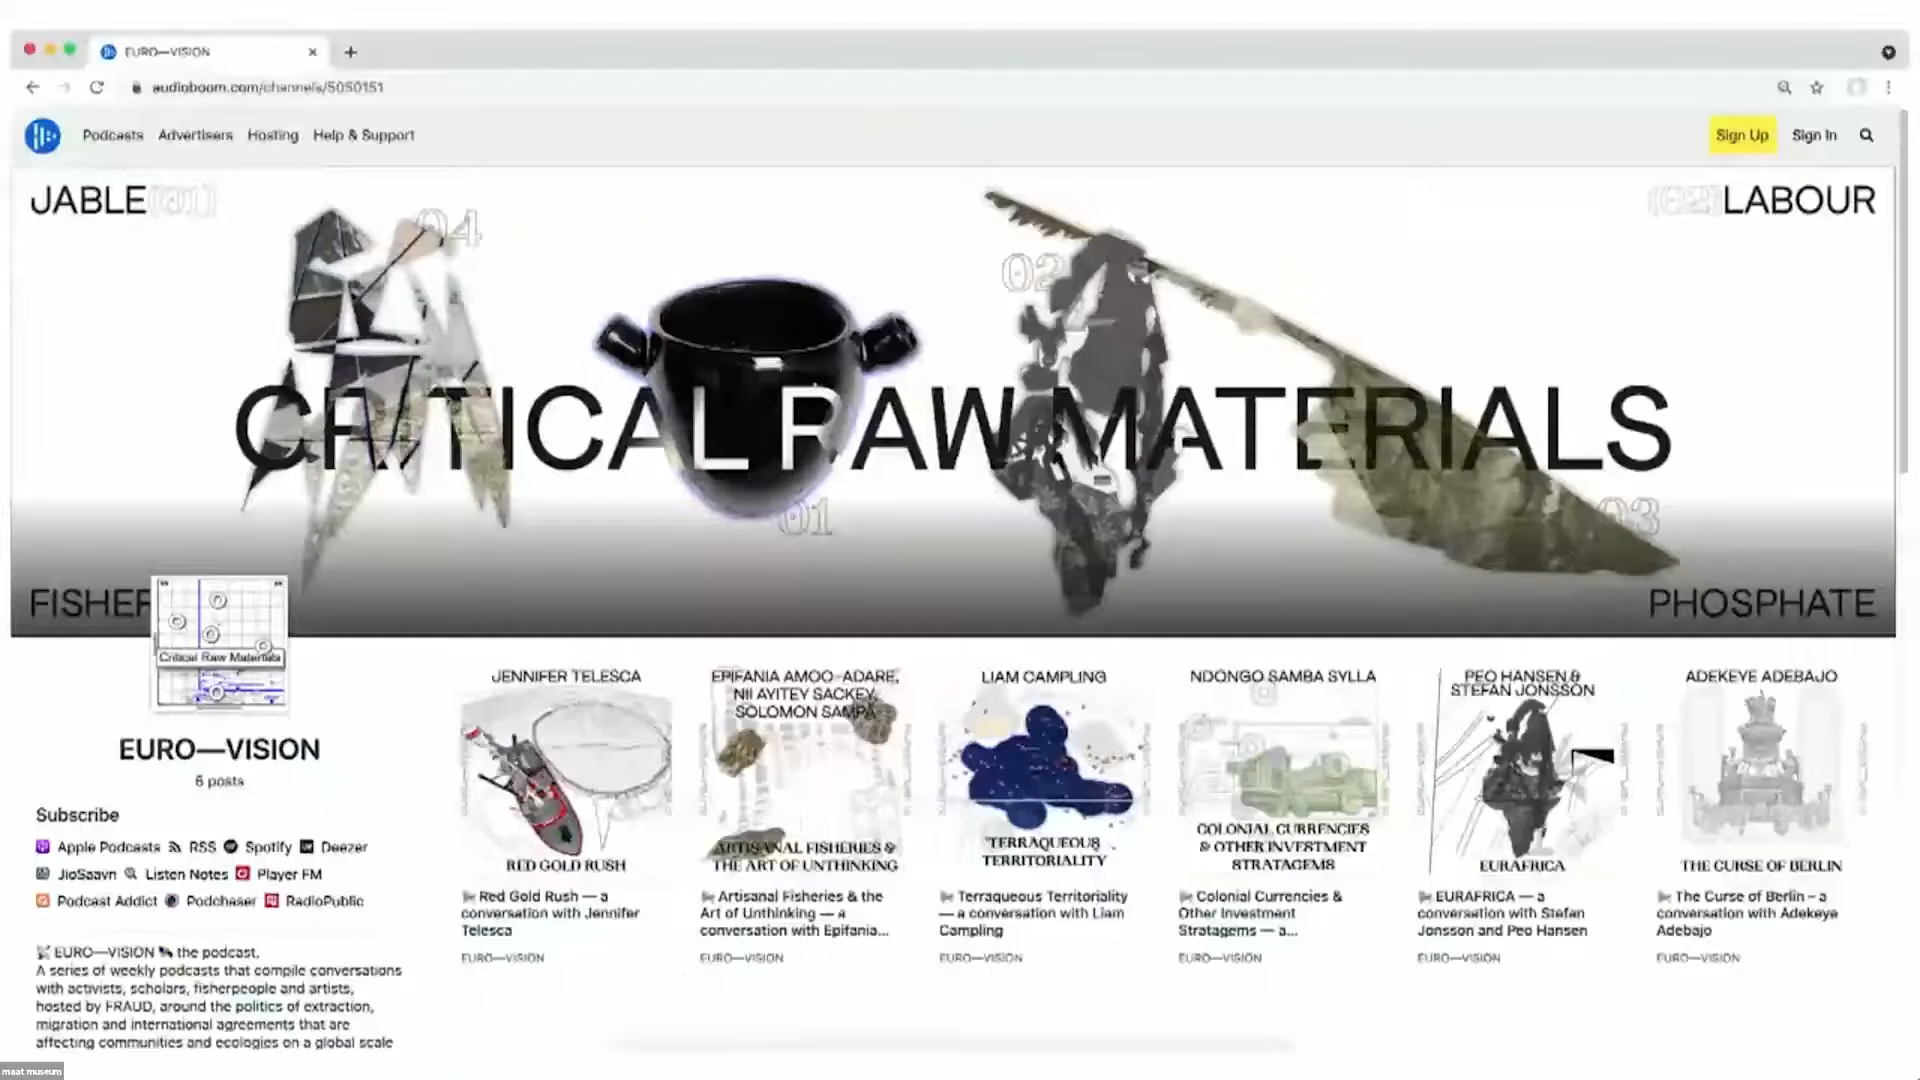 EURO—VISION
audioboom.com/channels/5050151
Podcasts Advertisers Hosting Help & Support
Sign Up Sign In
JABLE (01)
LABOUR
04
02
CRITICAL RAW MATERIALS
01
03
FISHER
PHOSPHATE
Critical Raw Materials
EURO—VISION
6 posts
Subscribe
Apple Podcasts RSS Spotify Deezer
JioSaavn Listen Notes Player FM
Podcast Addict Podchaser RadioPublic
EURO—VISION the podcast.
A series of weekly podcasts that compile conversations
with activists, scholars, fisherpeople and artists,
hosted by FRAUD, around the politics of extraction,
migration and international agreements that are
affecting communities and ecologies on a global scale
JENNIFER TELESCA
RED GOLD RUSH
Red Gold Rush — a
conversation with Jennifer
Telesca
EURO—VISION
EPIFANIA AMOO-ADARE,
NII AYITEY SACKEY,
SOLOMON SAMPA
ARTISANAL FISHERIES &
THE ART OF UNTHINKING
Artisanal Fisheries & the
Art of Unthinking — a
conversation with Epifania...
EURO—VISION
LIAM CAMPLING
TERRAQUEOUS
TERRITORIALITY
Terraqueous Territoriality
— a conversation with Liam
Campling
EURO—VISION
NDONGO SAMBA SYLLA
COLONIAL CURRENCIES
& OTHER INVESTMENT
STRATAGEMS
Colonial Currencies &
Other Investment
Stratagems — a...
EURO—VISION
PEO HANSEN &
STEFAN JONSSON
EURAFRICA
EURAFRICA — a
conversation with Stefan
Jonsson and Peo Hansen
EURO—VISION
ADEKEYE ADEBAJO
THE CURSE OF BERLIN
The Curse of Berlin – a
conversation with Adekeye
Adebajo
EURO—VISION
maat museum